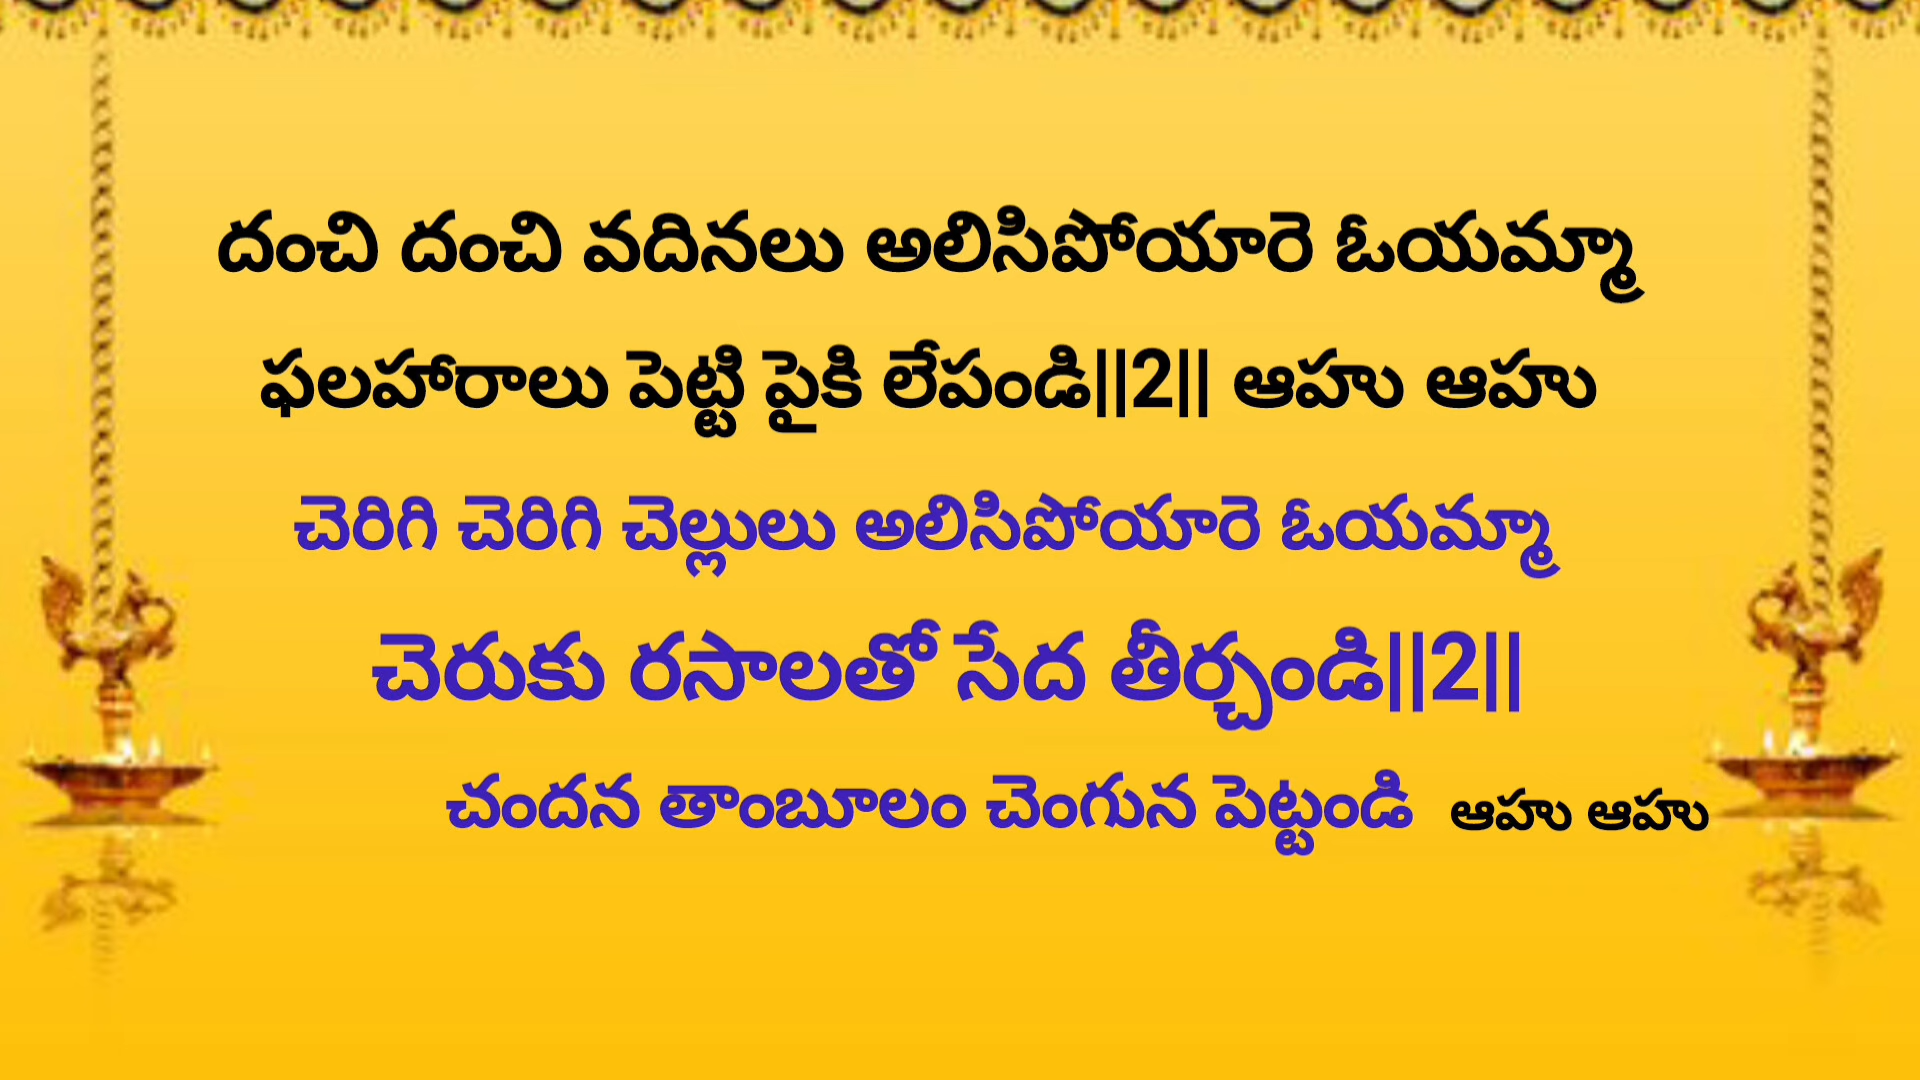 దంచి దంచి వదినలు అలిసిపోయారె ఓయమ్మా
ఫలహారాలు పెట్టి పైకి లేపండి||2|| ఆహు ఆహు
చెరిగి చెరిగి చెల్లులు అలిసిపోయారె ఓయమ్మా
చెరుకు రసాలతో సేద తీర్చండి||2||
చందన తాంబూలం చెంగున పెట్టండి ఆహు ఆహు